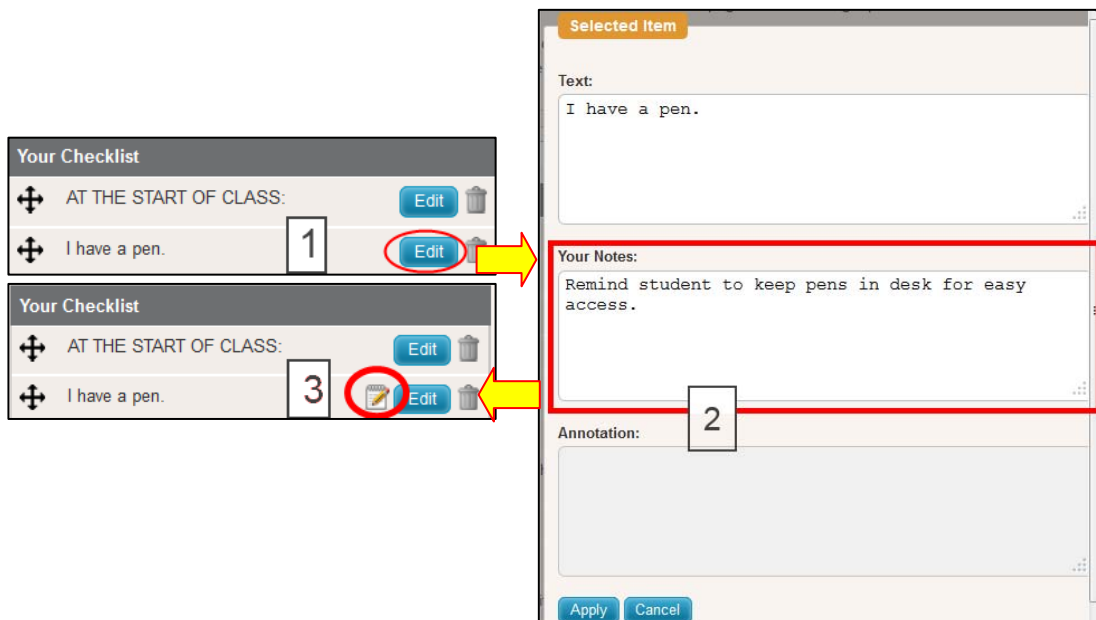 Your Checklist
AT THE START OF CLASS:
Edit
I have a pen.
1
Edit
Selected Item
Text:
I have a pen.
Your Notes:
Remind student to keep pens in desk for easy
access.
2
Annotation:
Apply
Cancel
Your Checklist
AT THE START OF CLASS:
Edit
I have a pen.
3
Edit